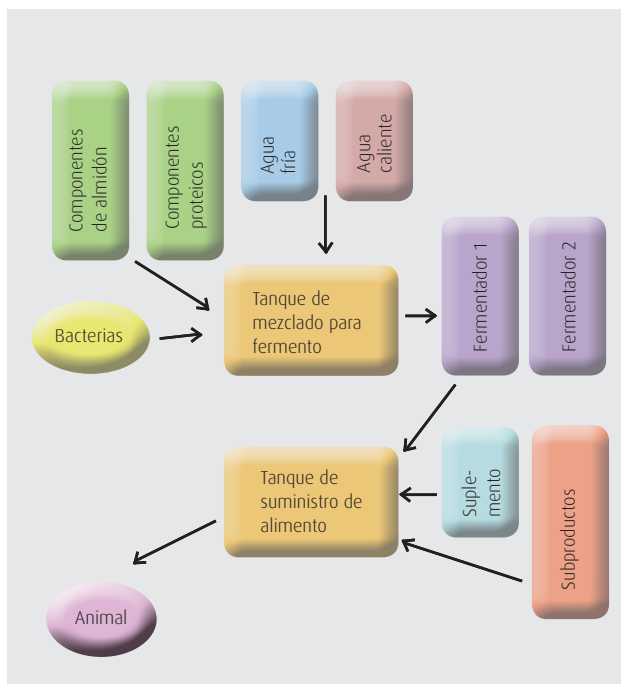 Componentes
de almidón
Componentes
proteicos
Agua
fría
Agua
caliente
Bacterias
Tanque de
mezclado para
fermento
Fermentador 1
Fermentador 2
Tanque de
suministro de
alimento
Suple-
mento
Subproductos
Animal